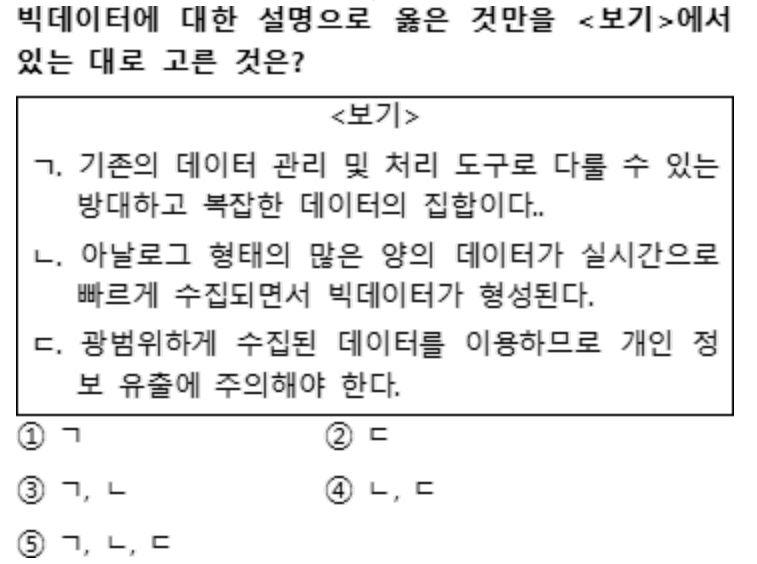 빅데이터에 대한 설명으로 옳은 것만을 <보기>에서
있는 대로 고른 것은?
<보기>
ㄱ. 기존의 데이터 관리 및 처리 도구로 다룰 수 있는
방대하고 복잡한 데이터의 집합이다..
ㄴ. 아날로그 형태의 많은 양의 데이터가 실시간으로
빠르게 수집되면서 빅데이터가 형성된다.
ㄷ. 광범위하게 수집된 데이터를 이용하므로 개인 정
보 유출에 주의해야 한다.
① ㄱ ② ㄷ
③ ㄱ, ㄴ ④ ㄴ, ㄷ
⑤ ㄱ, ㄴ, ㄷ